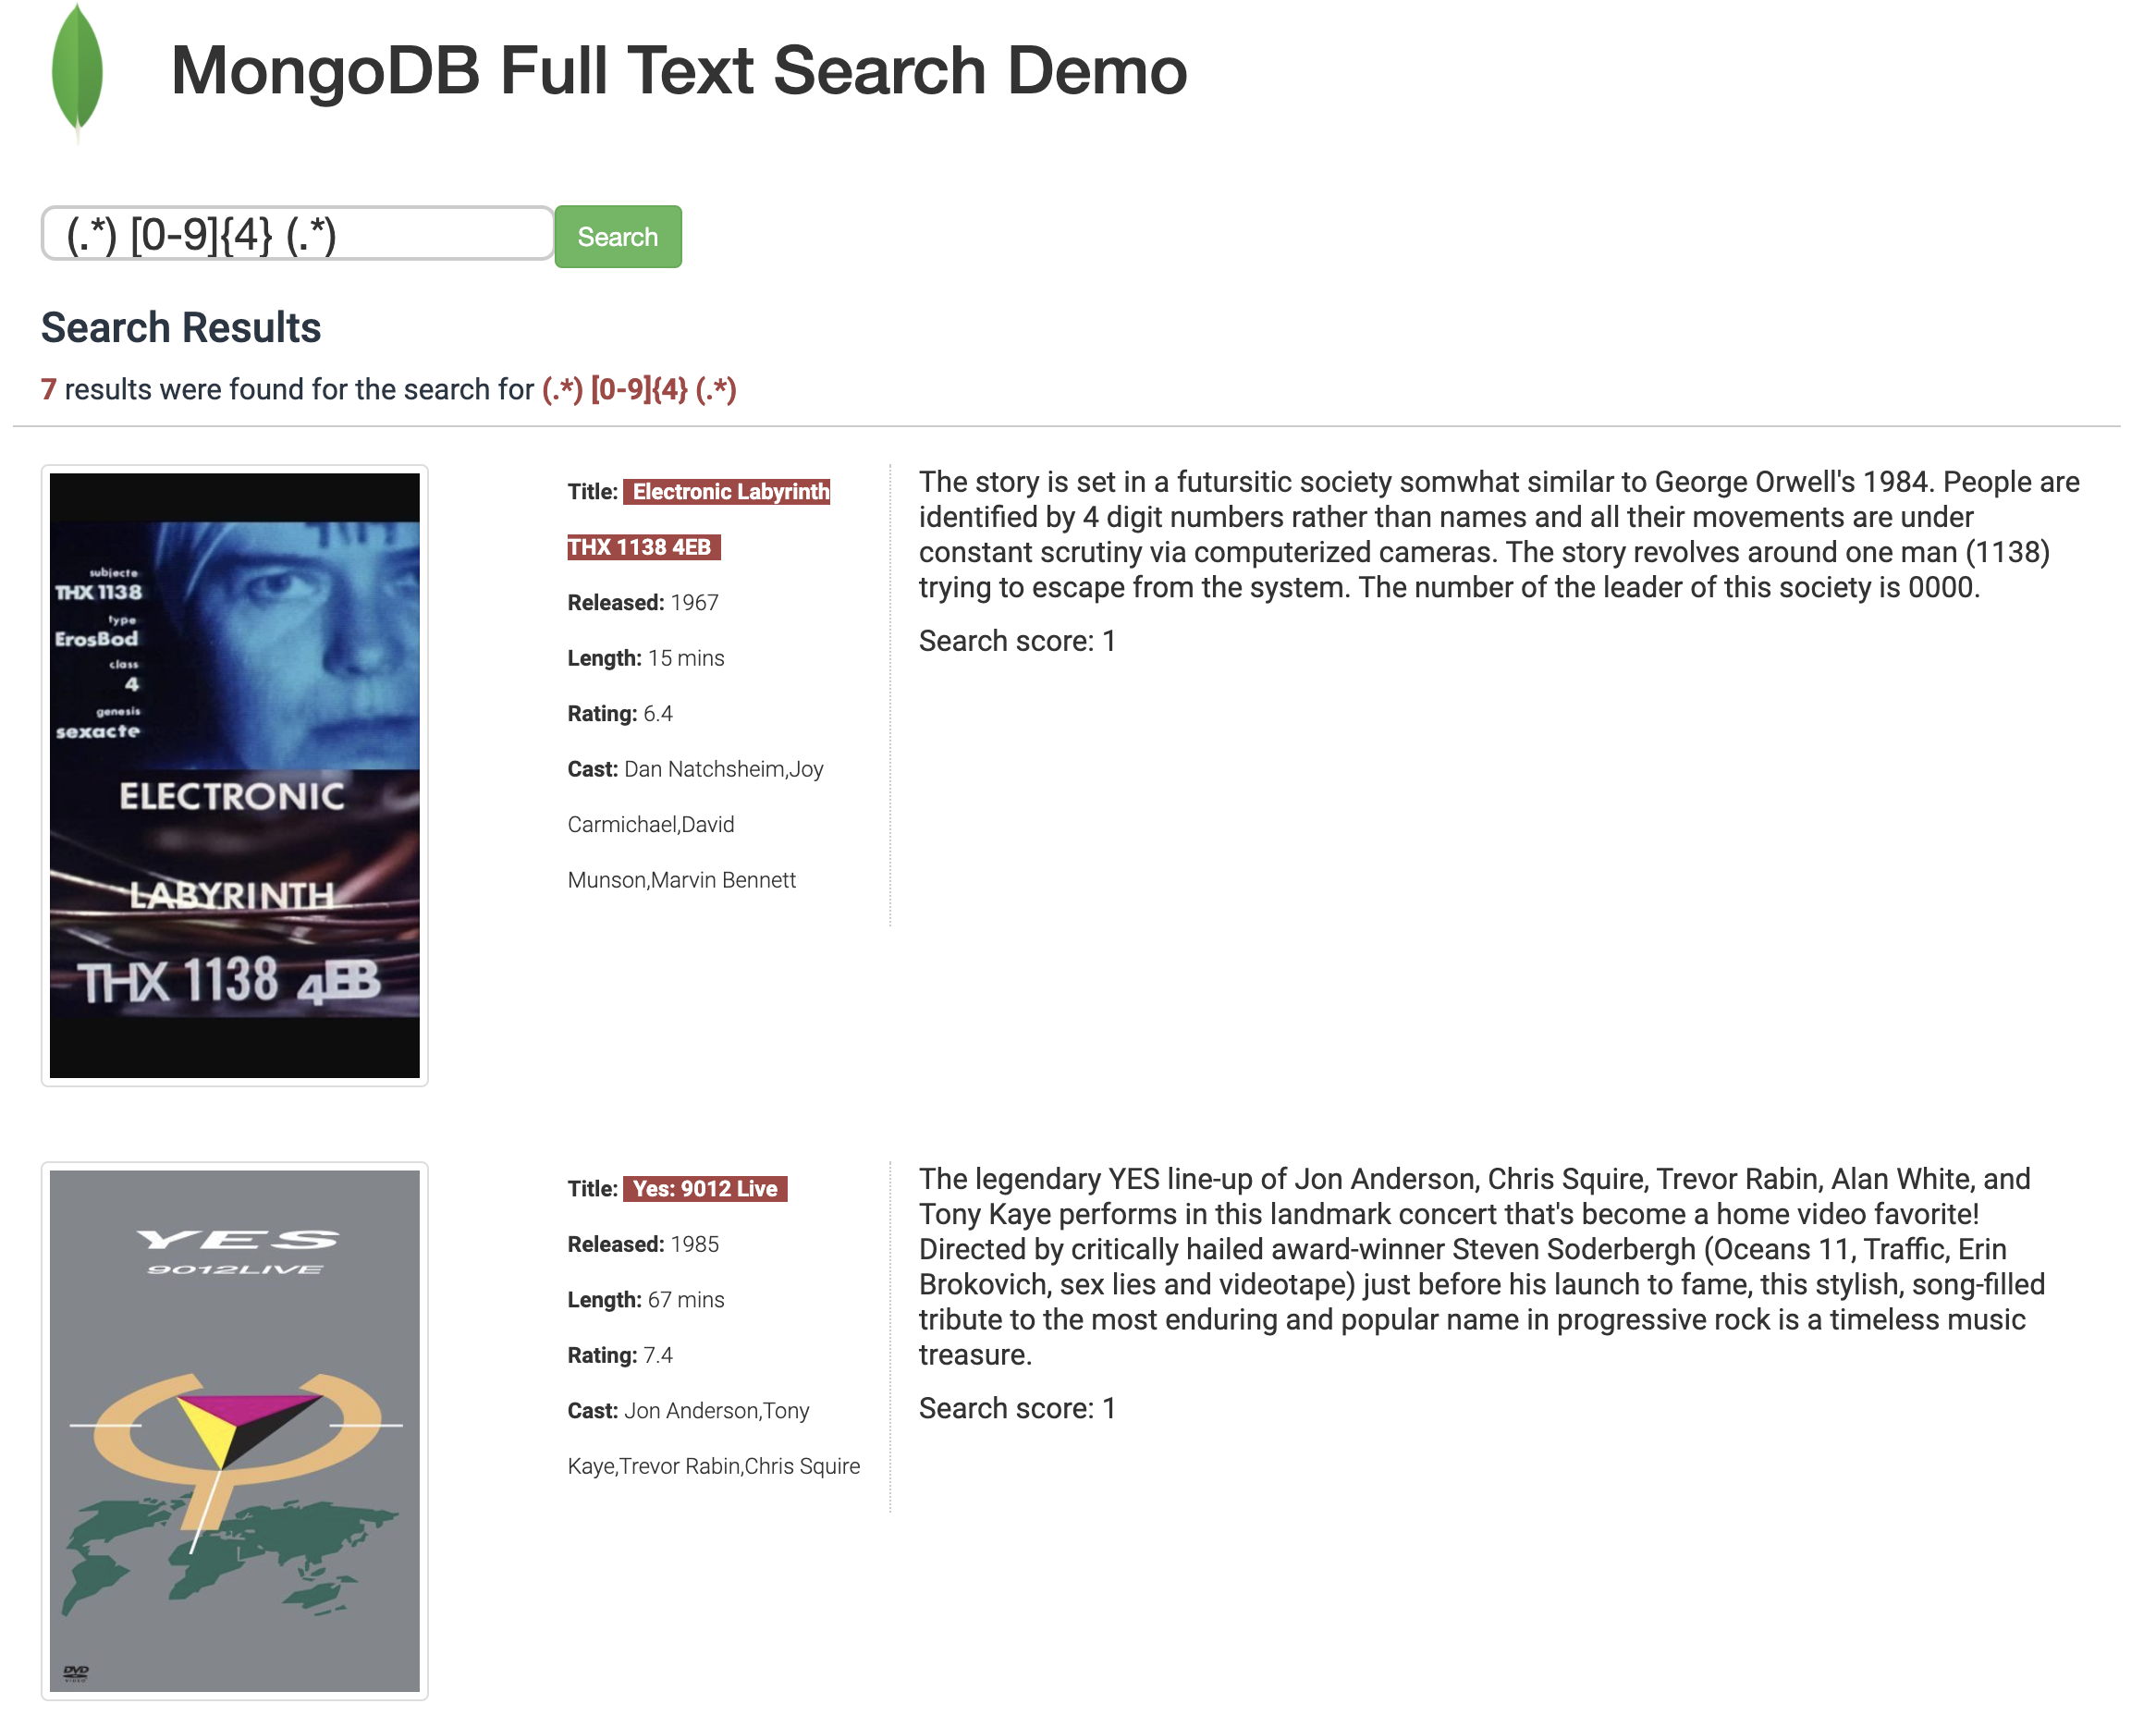 MongoDB Full Text Search Demo
(.*) [0-9]{4} (.*)
Search
Search Results
7 results were found for the search for (.*) [0-9]{4} (.*)
subjecte
THX 1138
type
ErosBod
class
4
genesis
sexacte
ELECTRONIC
LABYRINTH
THX 1138 4EB
Title: Electronic Labyrinth
THX 1138 4EB
Released: 1967
Length: 15 mins
Rating: 6.4
Cast: Dan Natchsheim,Joy
Carmichael,David
Munson,Marvin Bennett
The story is set in a futursitic society somwhat similar to George Orwell's 1984. People are
identified by 4 digit numbers rather than names and all their movements are under
constant scrutiny via computerized cameras. The story revolves around one man (1138)
trying to escape from the system. The number of the leader of this society is 0000.
Search score: 1
YES
9012LIVE
DVD
VIDEO
Title: Yes: 9012 Live
Released: 1985
Length: 67 mins
Rating: 7.4
Cast: Jon Anderson,Tony
Kaye,Trevor Rabin,Chris Squire
The legendary YES line-up of Jon Anderson, Chris Squire, Trevor Rabin, Alan White, and
Tony Kaye performs in this landmark concert that's become a home video favorite!
Directed by critically hailed award-winner Steven Soderbergh (Oceans 11, Traffic, Erin
Brokovich, sex lies and videotape) just before his launch to fame, this stylish, song-filled
tribute to the most enduring and popular name in progressive rock is a timeless music
treasure.
Search score: 1